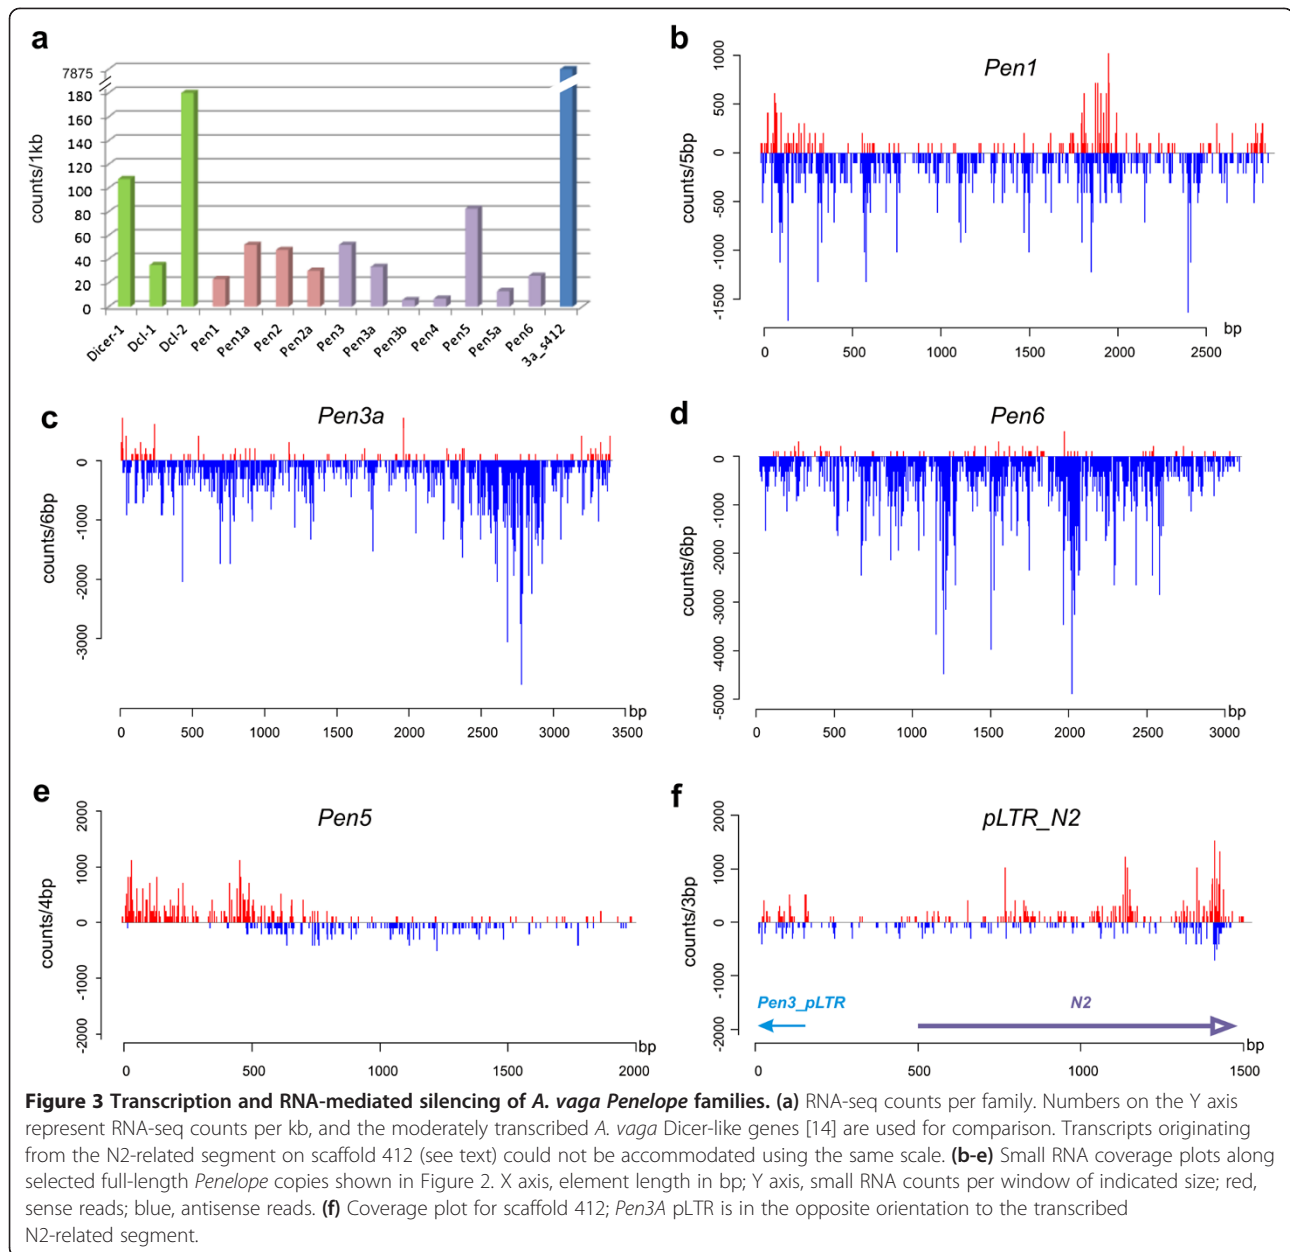 a
7875
180
160
140
120
100
80
60
40
20
0
counts/1kb
Dicer-1
Dcl-1
Dcl-2
Pen1
Pen1a
Pen2
Pen2a
Pen3
Pen3a
Pen3b
Pen4
Pen5
Pen5a
Pen6
3a_s412
b
Pen1
1000
500
0
-500
-1000
-1500
counts/5bp
bp
0 500 1000 1500 2000 2500
c
Pen3a
0
-1000
-2000
-3000
counts/6bp
bp
0 500 1000 1500 2000 2500 3000 3500
d
Pen6
0
-1000
-2000
-3000
-4000
-5000
counts/6bp
bp
0 500 1000 1500 2000 2500 3000
e
Pen5
2000
1000
0
-1000
-2000
counts/4bp
bp
0 500 1000 1500 2000
f
pLTR_N2
2000
1000
0
-1000
-2000
counts/3bp
Pen3_pLTR
N2
bp
0 500 1000 1500
Figure 3 Transcription and RNA-mediated silencing of A. vaga Penelope families. (a) RNA-seq counts per family. Numbers on the Y axis
represent RNA-seq counts per kb, and the moderately transcribed A. vaga Dicer-like genes [14] are used for comparison. Transcripts originating
from the N2-related segment on scaffold 412 (see text) could not be accommodated using the same scale. (b-e) Small RNA coverage plots along
selected full-length Penelope copies shown in Figure 2. X axis, element length in bp; Y axis, small RNA counts per window of indicated size; red,
sense reads; blue, antisense reads. (f) Coverage plot for scaffold 412; Pen3A pLTR is in the opposite orientation to the transcribed
N2-related segment.